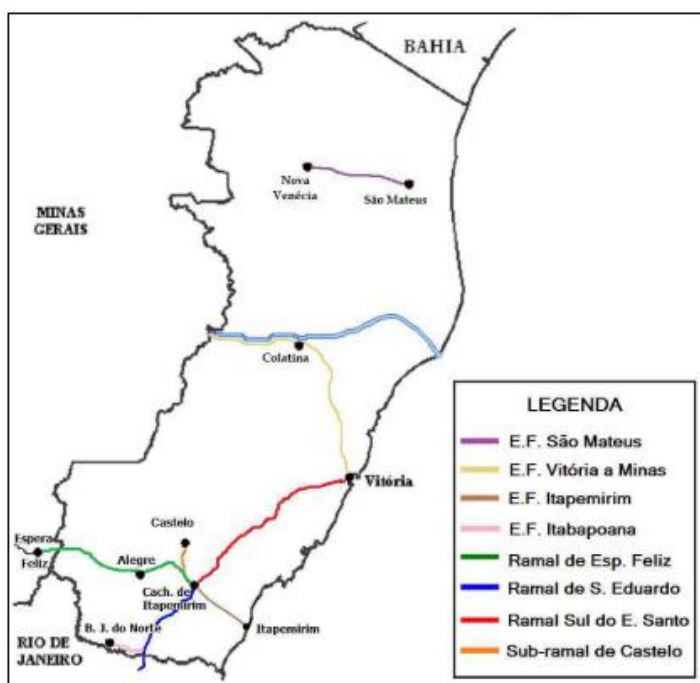 BAHIA
Nova
Venécia
São Mateus
MINAS
GERAIS
Colatina
Vitória
Castelo
Espera
Feliz
Alegre
Cach. de
Itapemirim
B. J. do Norte
Itapemirim
RIO DE
JANEIRO
LEGENDA
E.F. São Mateus
E.F. Vitória a Minas
E.F. Itapemirim
E.F. Itabapoana
Ramal de Esp. Feliz
Ramal de S. Eduardo
Ramal Sul do E. Santo
Sub-ramal de Castelo